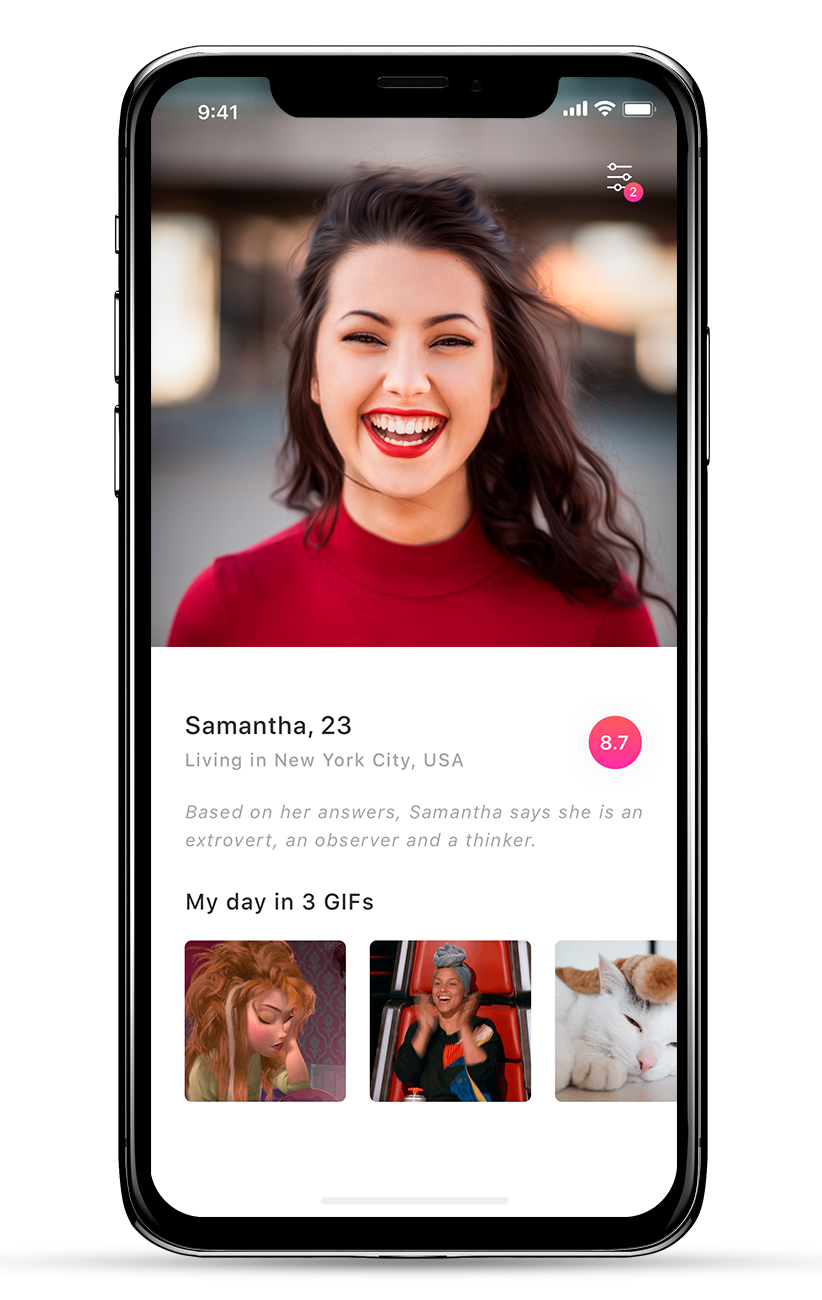 9:41
2
Samantha, 23
8.7
Living in New York City, USA
Based on her answers, Samantha says she is an
extrovert, an observer and a thinker.
My day in 3 GIFs